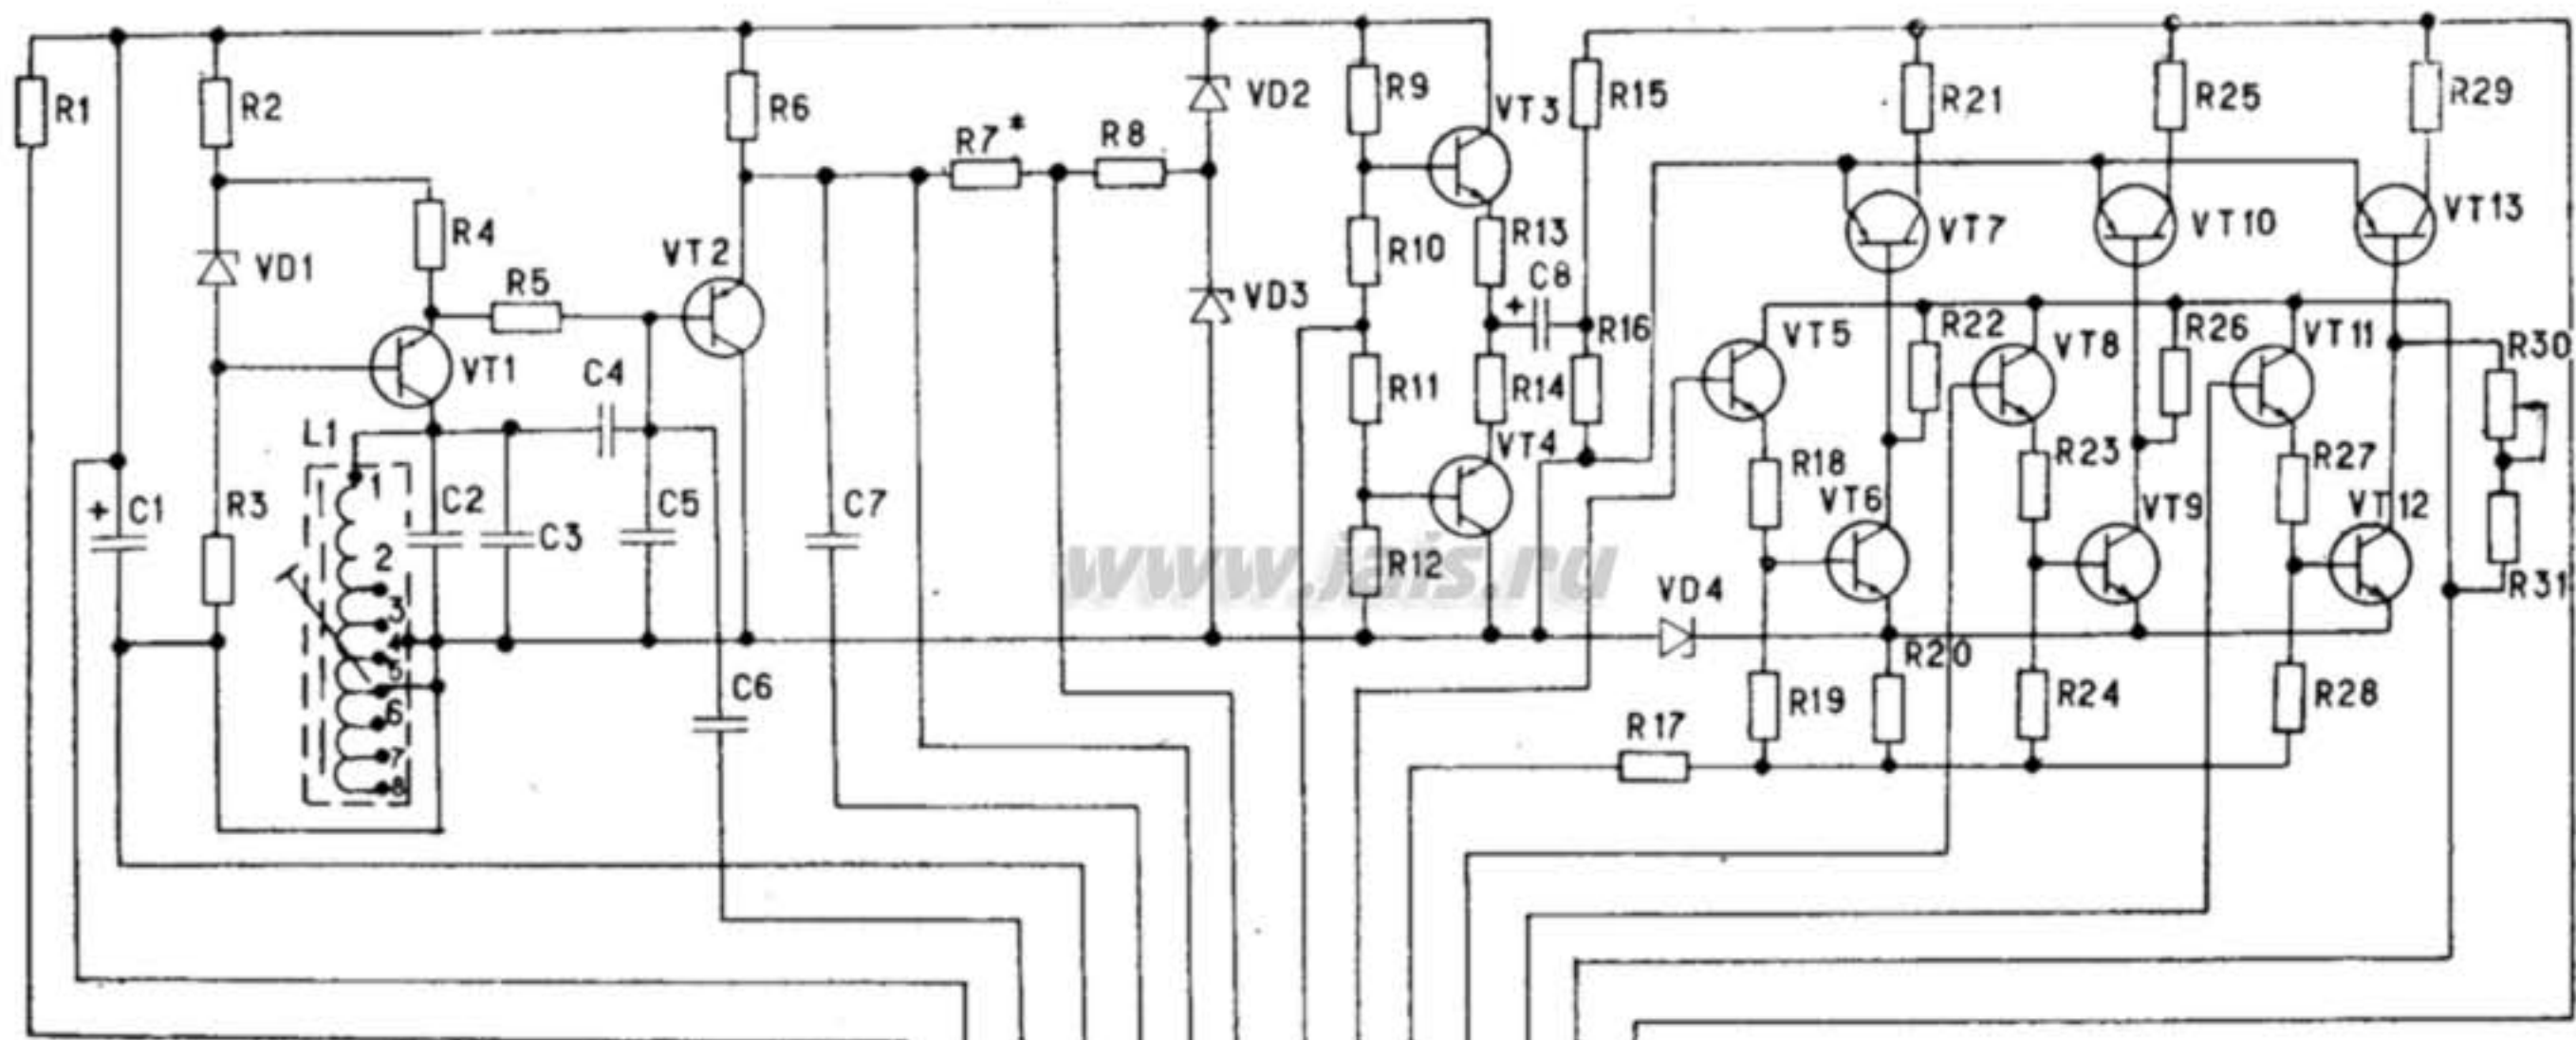 R1
R2
VD1
R3
+ C1
R4
R5
VT1
L1
1
2
3
4
5
6
7
8
C2
C3
C4
C5
C6
VT2
R6
C7
R7*
R8
VD2
VD3
R9
R10
R11
R12
VT3
R13
+ C8
R14
VT4
R15
R16
www.jais.ru
VD4
R17
VT5
R18
VT6
R19
R20
VT7
R21
R22
VT8
R23
VT9
R24
VT10
R25
R26
VT11
R27
VT12
R28
VT13
R29
R30
R31